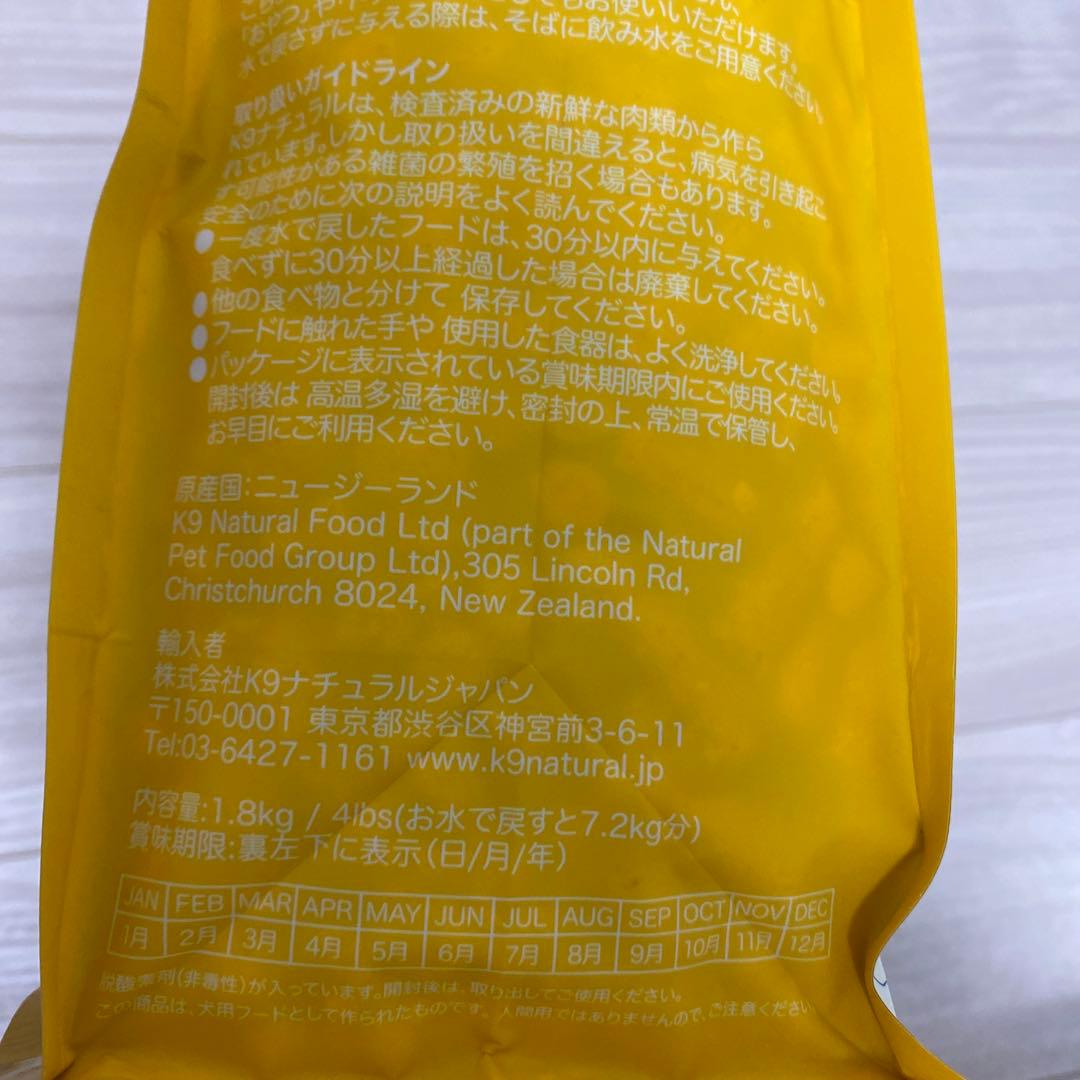 水で戻さずに与える際は、そばに飲み水をご用意ください。
取り扱いガイドライン
K9ナチュラルは、検査済みの新鮮な肉類から作ら
れています。しかし取り扱いを間違えると、病気を引き起こ
す可能性がある雑菌の繁殖を招く場合もあります。
安全のために次の説明をよく読んでください。
●一度水で戻したフードは、30分以内に与えてください。
食べずに30分以上経過した場合は廃棄してください。
●他の食べ物と分けて 保存してください。
●フードに触れた手や 使用した食器は、よく洗浄してください。
●パッケージに表示されている賞味期限内にご使用ください。
開封後は 高温多湿を避け、密封の上、常温で保管し、
お早目にご利用ください。
原産国:ニュージーランド
K9 Natural Food Ltd (part of the Natural
Pet Food Group Ltd),305 Lincoln Rd,
Christchurch 8024, New Zealand.
輸入者
株式会社K9ナチュラルジャパン
〒150-0001 東京都渋谷区神宮前3-6-11
Tel:03-6427-1161 www.k9natural.jp
内容量:1.8kg / 4lbs(お水で戻すと7.2kg分)
賞味期限:裏左下に表示(日/月/年)
JAN FEB MAR APR MAY JUN JUL AUG SEP OCT NOV DEC
1月 2月 3月 4月 5月 6月 7月 8月 9月 10月 11月 12月
脱酸素剤(非毒性)が入っています。開封後は、取り出してご使用ください。
この商品は、犬用フードとして作られたものです。人間用ではありませんので、ご注意ください。